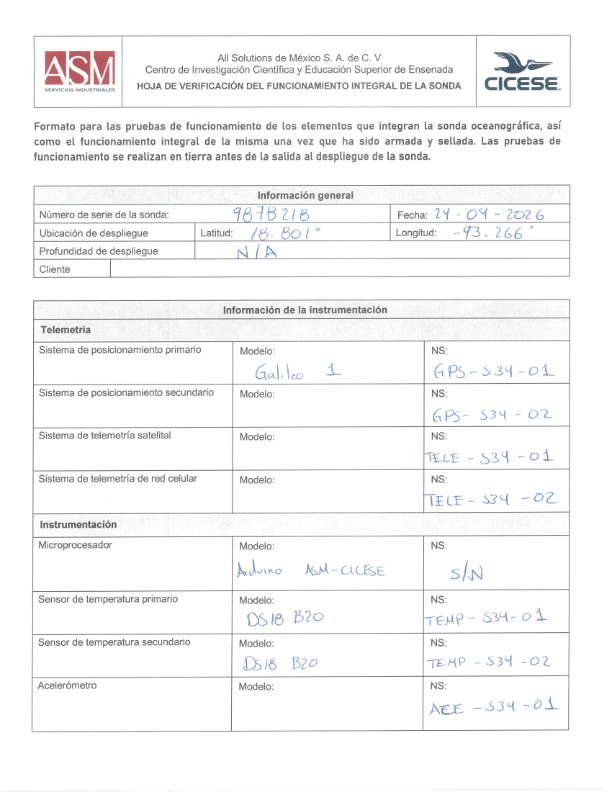 ASM
SERVICIOS INDUSTRIALES
All Solutions de México S. A. de C. V
Centro de Investigación Científica y Educación Superior de Ensenada
HOJA DE VERIFICACIÓN DEL FUNCIONAMIENTO INTEGRAL DE LA SONDA
CICESE
Formato para las pruebas de funcionamiento de los elementos que integran la sonda oceanográfica, así
como el funcionamiento integral de la misma una vez que ha sido armada y sellada. Las pruebas de
funcionamiento se realizan en tierra antes de la salida al despliegue de la sonda.
Información general
Número de serie de la sonda: 9878218 Fecha: 24-04-2026
Ubicación de despliegue Latitud: 18.801° Longitud: -93.266°
Profundidad de despliegue N/A
Cliente
Información de la instrumentación
Telemetría
Sistema de posicionamiento primario Modelo: NS:
Galileo 1 GPS-S34-01
Sistema de posicionamiento secundario Modelo: NS:
GPS-S34-02
Sistema de telemetría satelital Modelo: NS:
TELE-S34-01
Sistema de telemetría de red celular Modelo: NS:
TELE-S34-02
Instrumentación
Microprocesador Modelo: NS:
Arduino ASM-CICESE S/N
Sensor de temperatura primario Modelo: NS:
DS18 B20 TEMP-S34-01
Sensor de temperatura secundario Modelo: NS:
DS18 B20 TEMP-S34-02
Acelerómetro Modelo: NS:
AEE-S34-01